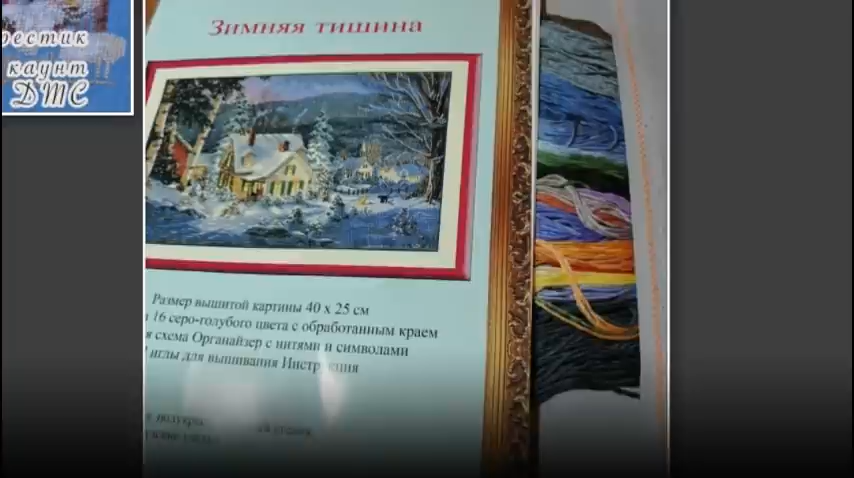 рестик
каунт
ДМС
Зимняя тишина
Размер вышитой картины 40 x 25 см
16 серо-голубого цвета с обработанным краем
схема Органайзер с нитями и символами
иглы для вышивания Инструкция